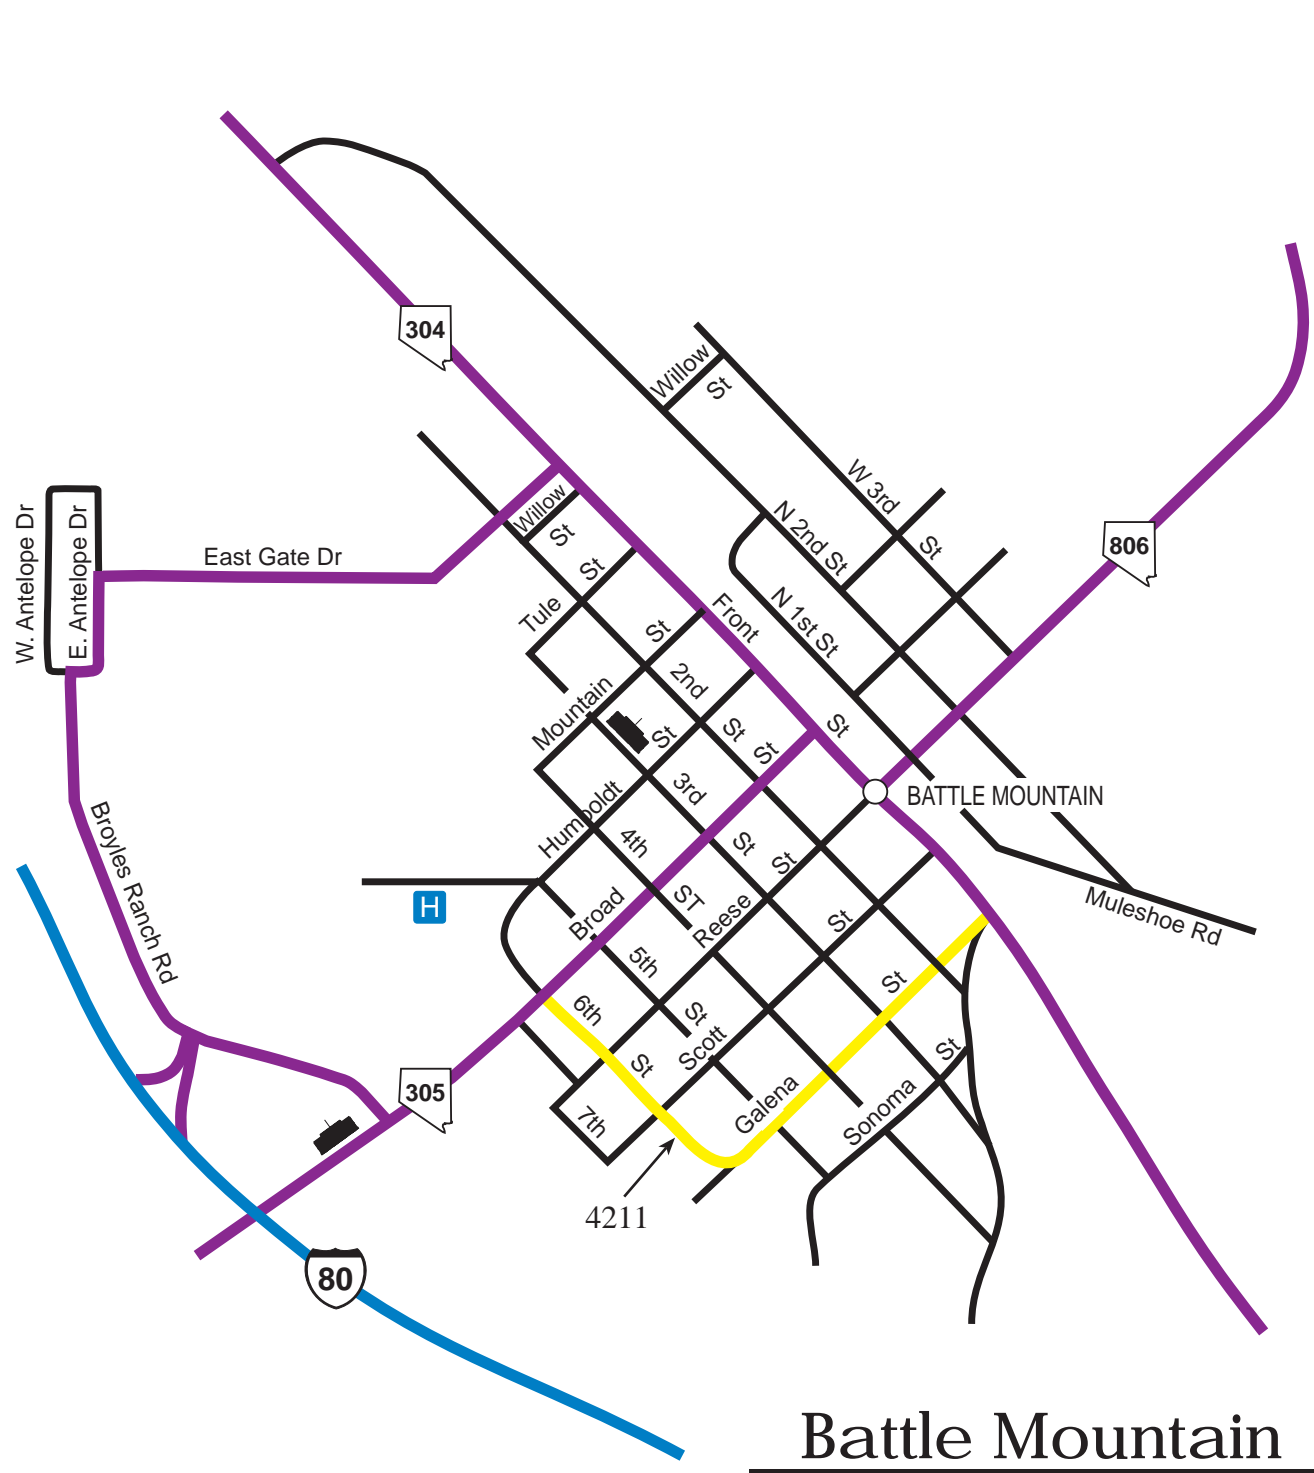 304
Willow
St
W 3rd
St
806
N 2nd St
N 1st St
Willow
St
St
Tule
East Gate Dr
W. Antelope Dr
E. Antelope Dr
Front
St
St
2nd
St
Mountain
St
St
3rd
St
BATTLE MOUNTAIN
Humboldt
4th
ST
St
Broad
Reese
St
Muleshoe Rd
H
Broyles Ranch Rd
5th
St
St
6th
St
Scott
St
305
7th
Galena
Sonoma
4211
80
Battle Mountain